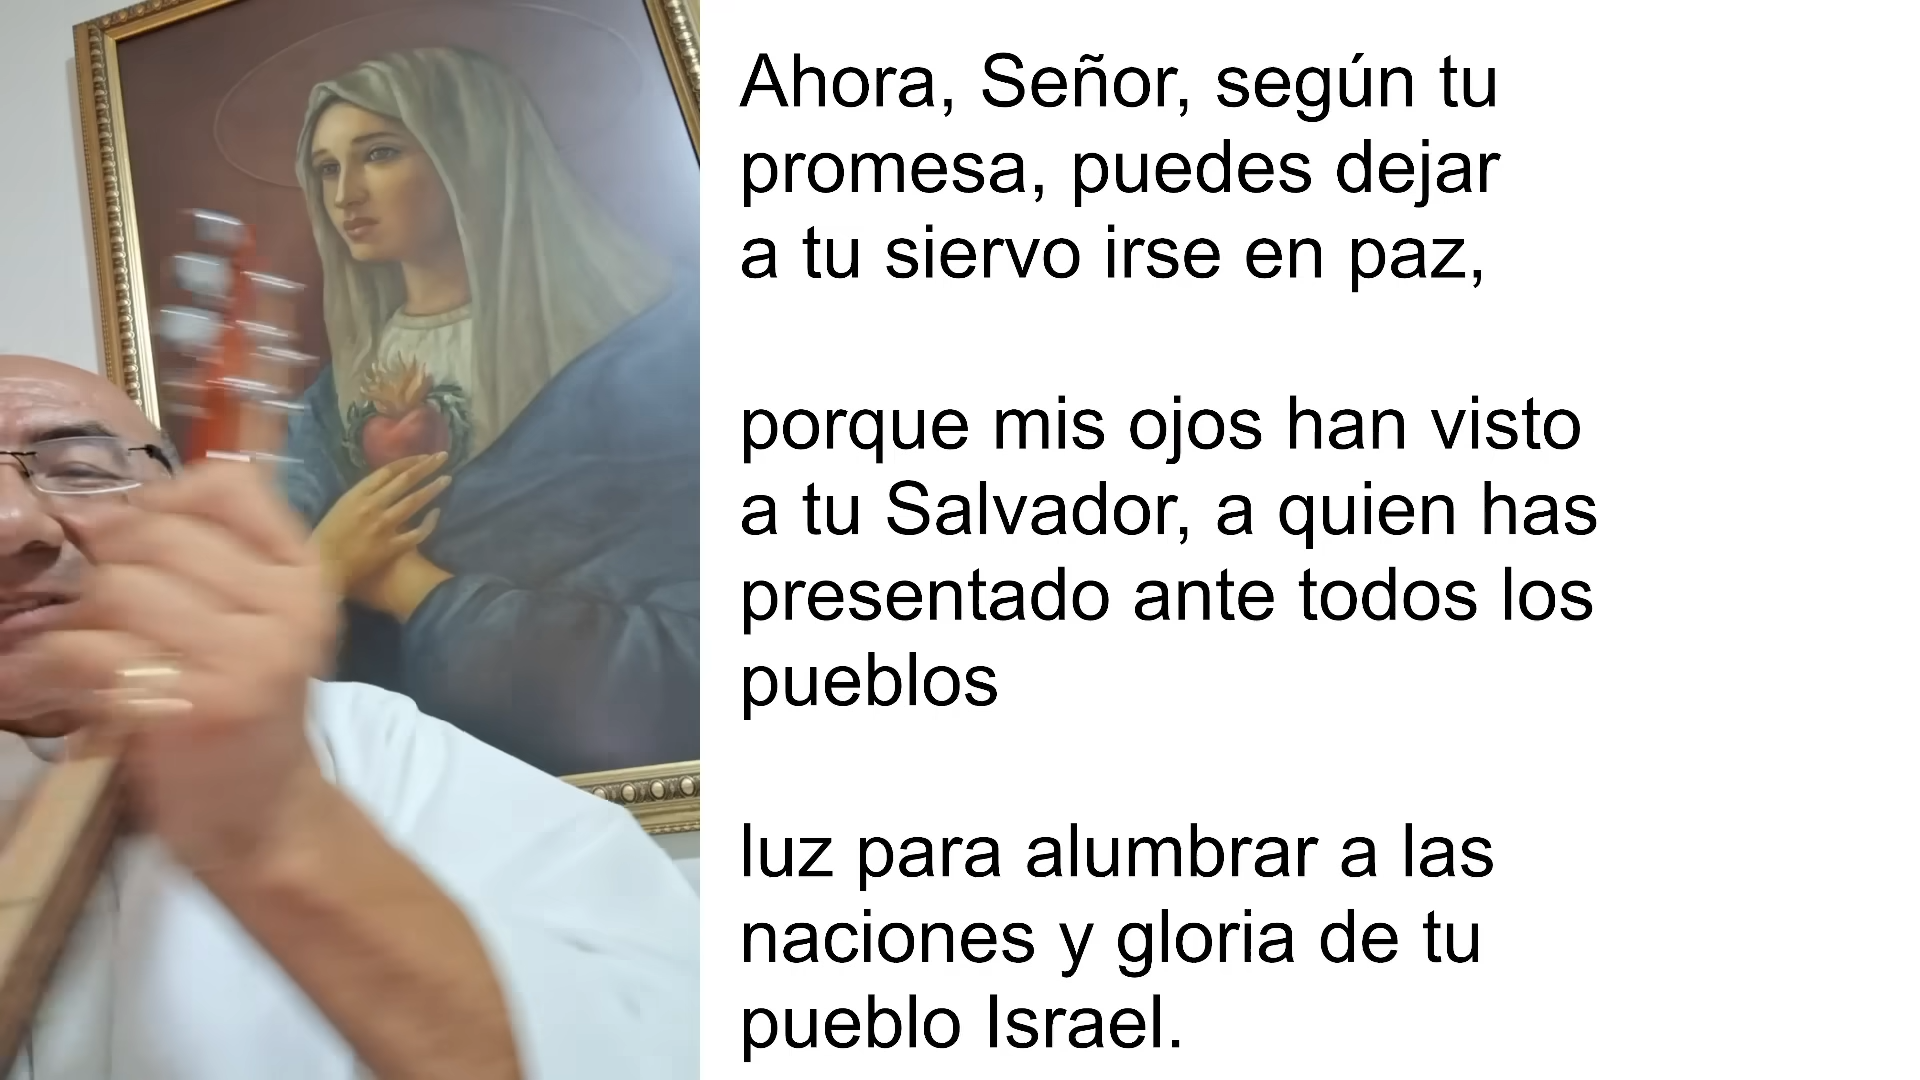 Ahora, Señor, según tu
promesa, puedes dejar
a tu siervo irse en paz,
porque mis ojos han visto
a tu Salvador, a quien has
presentado ante todos los
pueblos
luz para alumbrar a las
naciones y gloria de tu
pueblo Israel.